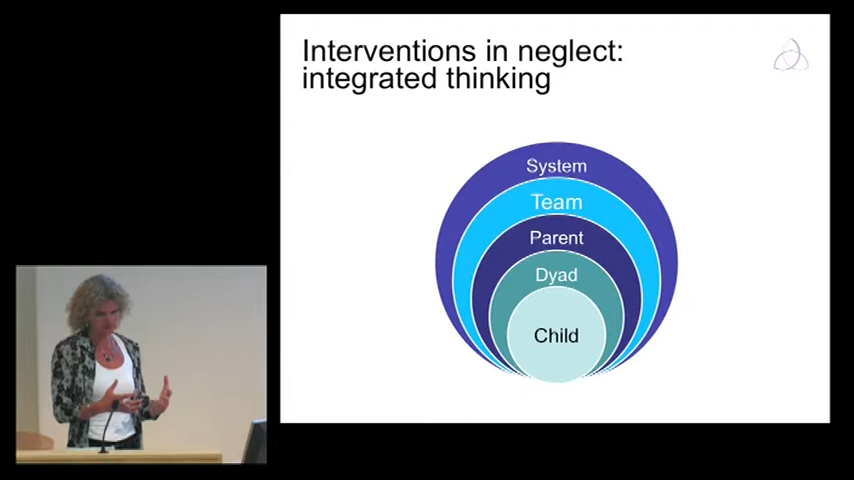 Interventions in neglect:
integrated thinking
System
Team
Parent
Dyad
Child